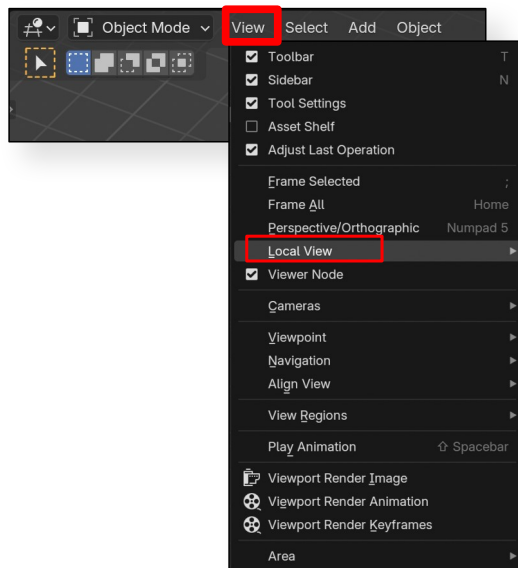 Object Mode View Select Add Object
Toolbar T
Sidebar N
Tool Settings
Asset Shelf
Adjust Last Operation
Frame Selected ;
Frame All Home
Perspective/Orthographic Numpad 5
Local View
Viewer Node
Cameras
Viewpoint
Navigation
Align View
View Regions
Play Animation ⇧ Spacebar
Viewport Render Image
Viewport Render Animation
Viewport Render Keyframes
Area